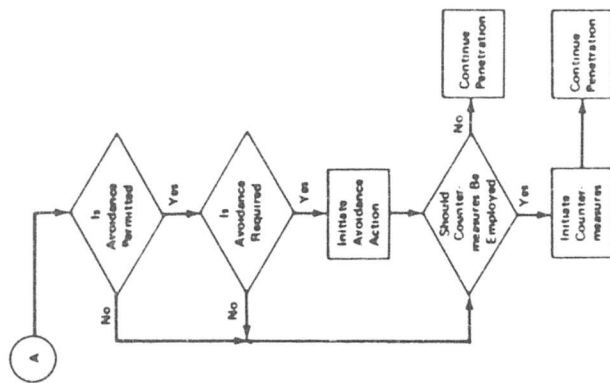 A
Is
Avoidance
Permitted
No
Yes
Is
Avoidance
Required
No
Yes
Initiate
Avoidance
Action
Should
Counter-
measures Be
Employed
No
Continue
Penetration
Yes
Initiate
Counter-
measures
Continue
Penetration